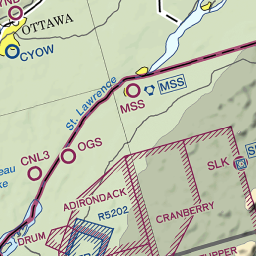 OTTAWA
CYOW
St. Lawrence
MSS
MSS
OGS
CNL3
SLK
ADIRONDACK
R5202
CRANBERRY
DRUM